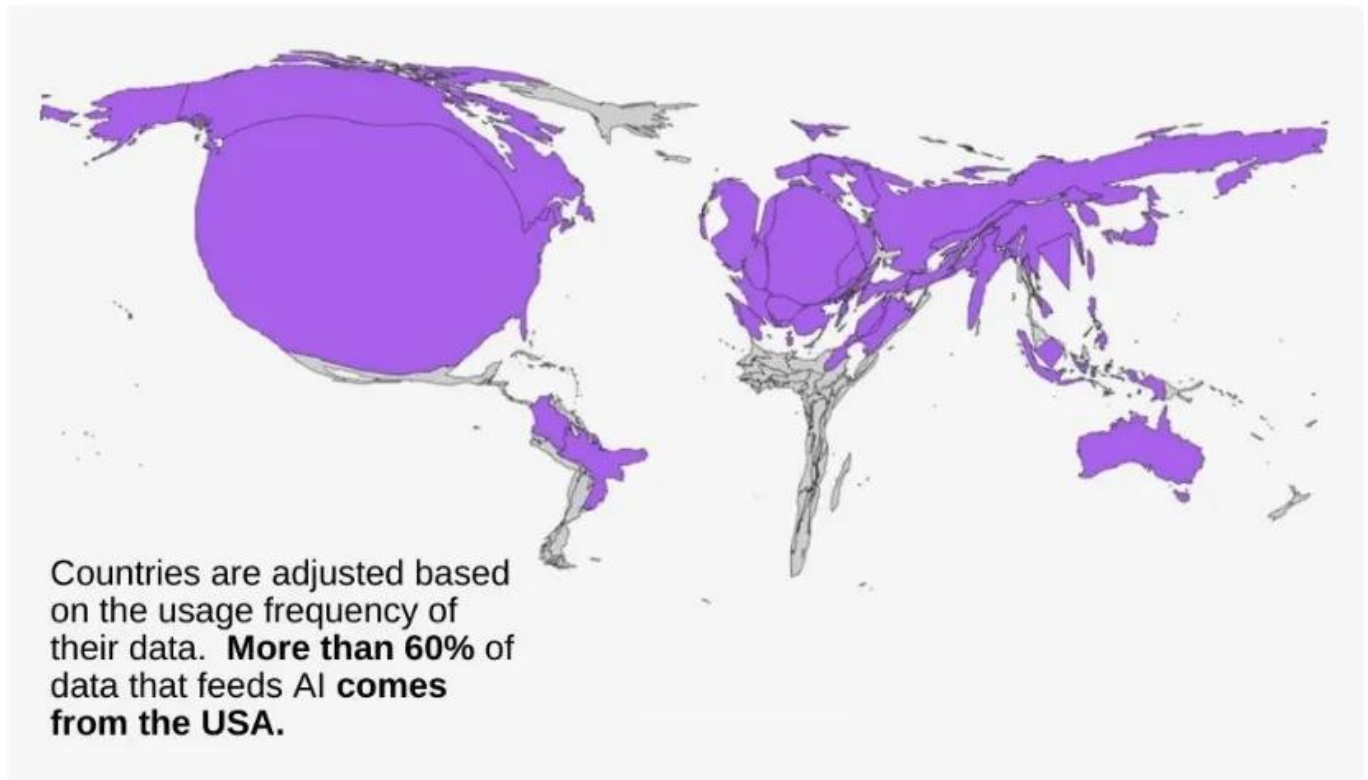 Countries are adjusted based
on the usage frequency of
their data.  More than 60% of
data that feeds AI comes
from the USA.